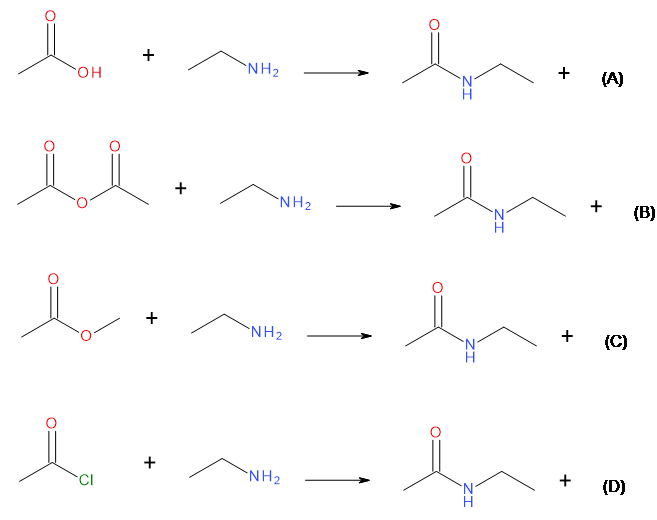 O O
OH + NH2 N H + (A)
O O O
O + NH2 N H + (B)
O O
O + NH2 N H + (C)
O O
Cl + NH2 N H + (D)